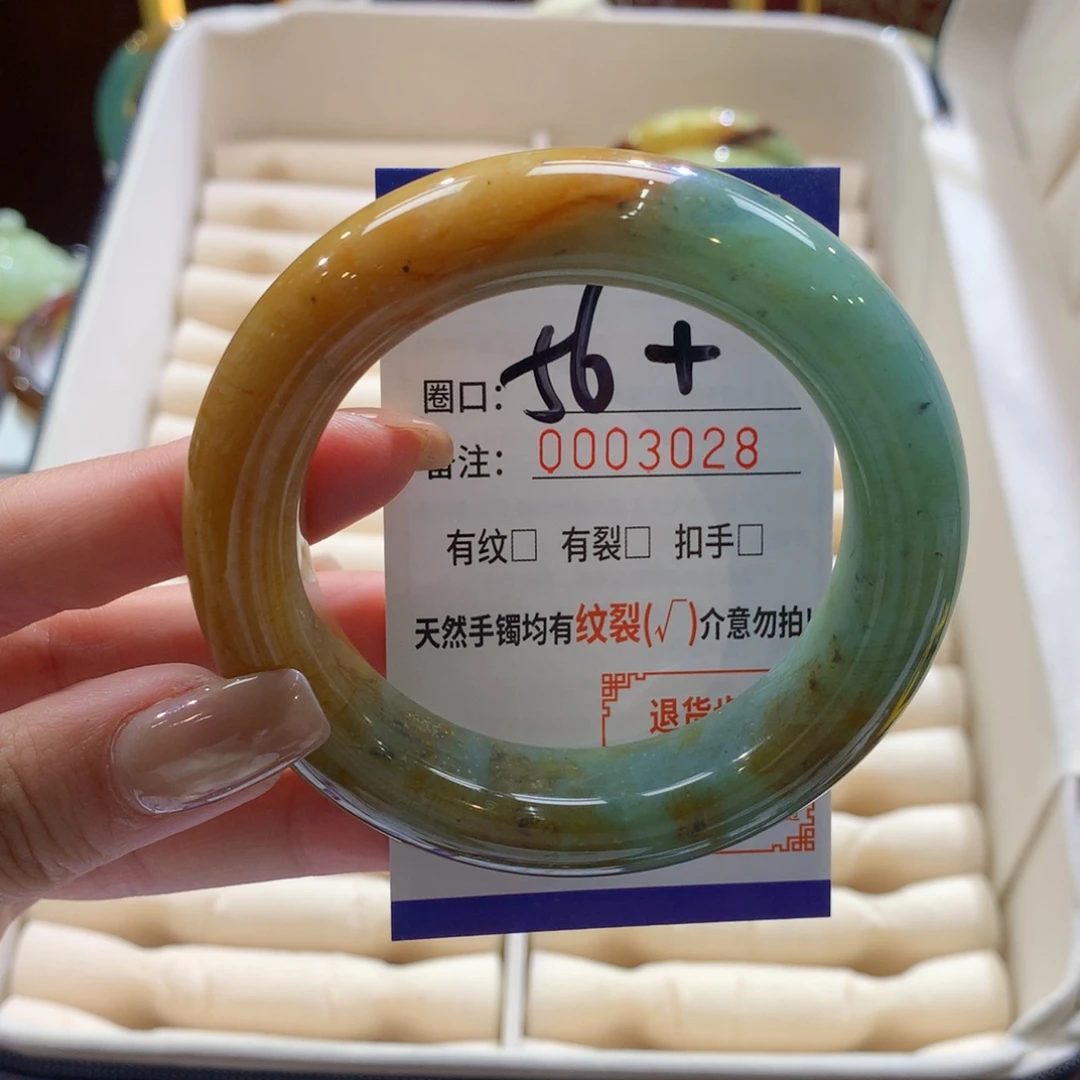 圈口：56+
备注：0003028
有纹□ 有裂□ 扣手□
天然手镯均有纹裂(√)介意勿拍!
退货